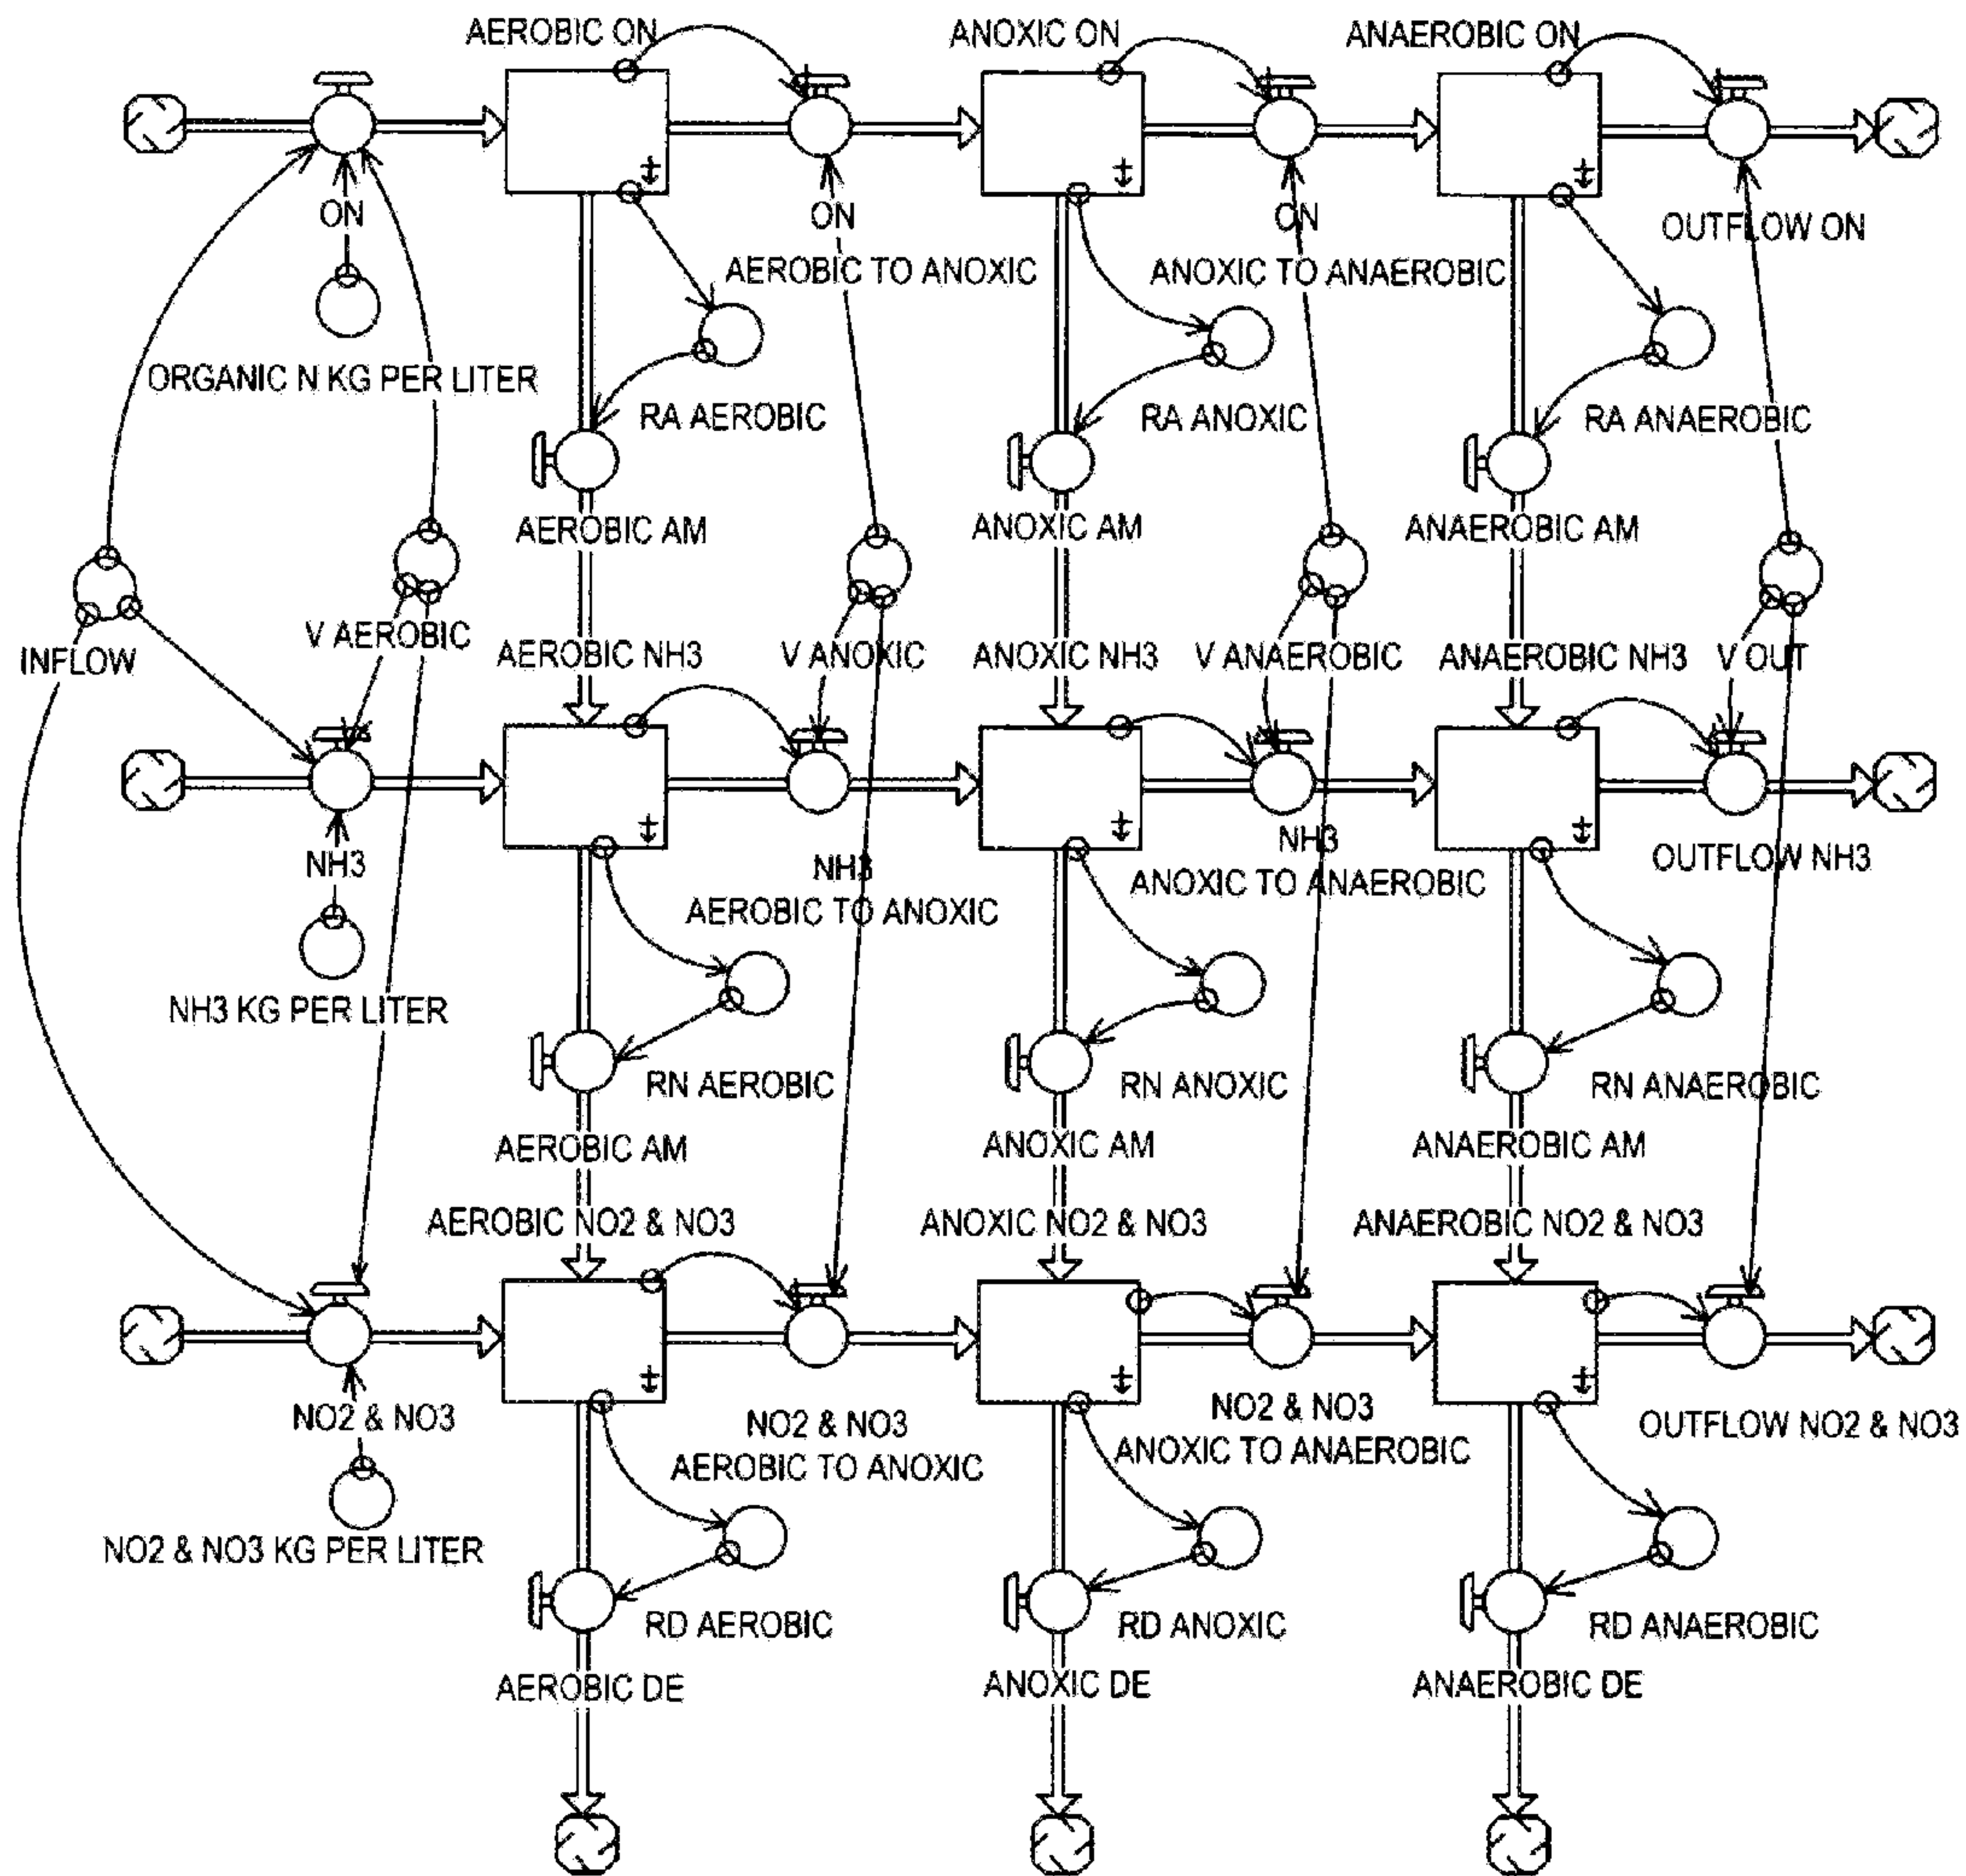 AEROBIC ON
ANOXIC ON
ANAEROBIC ON
ON
ON
ON
OUTFLOW ON
AEROBIC TO ANOXIC
ANOXIC TO ANAEROBIC
ORGANIC N KG PER LITER
RA AEROBIC
RA ANOXIC
RA ANAEROBIC
AEROBIC AM
ANOXIC AM
ANAEROBIC AM
INFLOW
V AEROBIC
AEROBIC NH3
V ANOXIC
ANOXIC NH3
V ANAEROBIC
ANAEROBIC NH3
V OUT
NH3
NH3
AEROBIC TO ANOXIC
NH3
ANOXIC TO ANAEROBIC
OUTFLOW NH3
NH3 KG PER LITER
RN AEROBIC
RN ANOXIC
RN ANAEROBIC
AEROBIC AM
ANOXIC AM
ANAEROBIC AM
AEROBIC NO2 & NO3
ANOXIC NO2 & NO3
ANAEROBIC NO2 & NO3
NO2 & NO3
NO2 & NO3
AEROBIC TO ANOXIC
NO2 & NO3
ANOXIC TO ANAEROBIC
OUTFLOW NO2 & NO3
NO2 & NO3 KG PER LITER
RD AEROBIC
RD ANOXIC
RD ANAEROBIC
AEROBIC DE
ANOXIC DE
ANAEROBIC DE